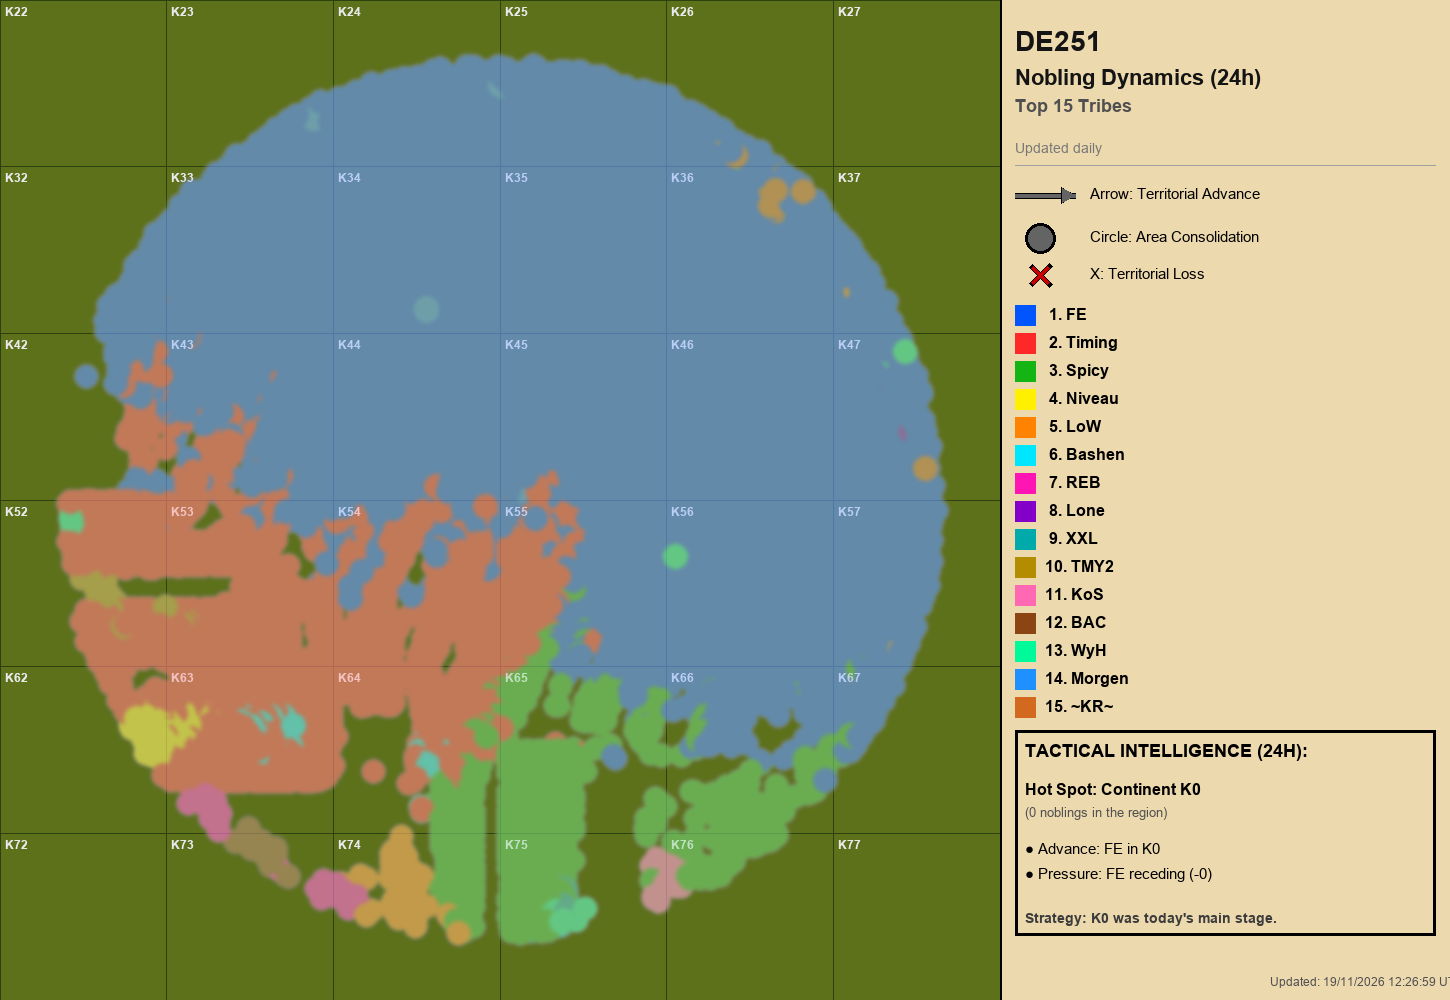 K22 K23 K24 K25 K26 K27
K32 K33 K34 K35 K36 K37
K42 K43 K44 K45 K46 K47
K52 K53 K54 K55 K56 K57
K62 K63 K64 K65 K66 K67
K72 K73 K74 K75 K76 K77
DE251
Nobling Dynamics (24h)
Top 15 Tribes
Updated daily
Arrow: Territorial Advance
Circle: Area Consolidation
X: Territorial Loss
1. FE
2. Timing
3. Spicy
4. Niveau
5. LoW
6. Bashen
7. REB
8. Lone
9. XXL
10. TMY2
11. KoS
12. BAC
13. WyH
14. Morgen
15. ~KR~
TACTICAL INTELLIGENCE (24H):
Hot Spot: Continent K0
(0 noblings in the region)
● Advance: FE in K0
● Pressure: FE receding (-0)
Strategy: K0 was today's main stage.
Updated: 19/11/2026 12:26:59